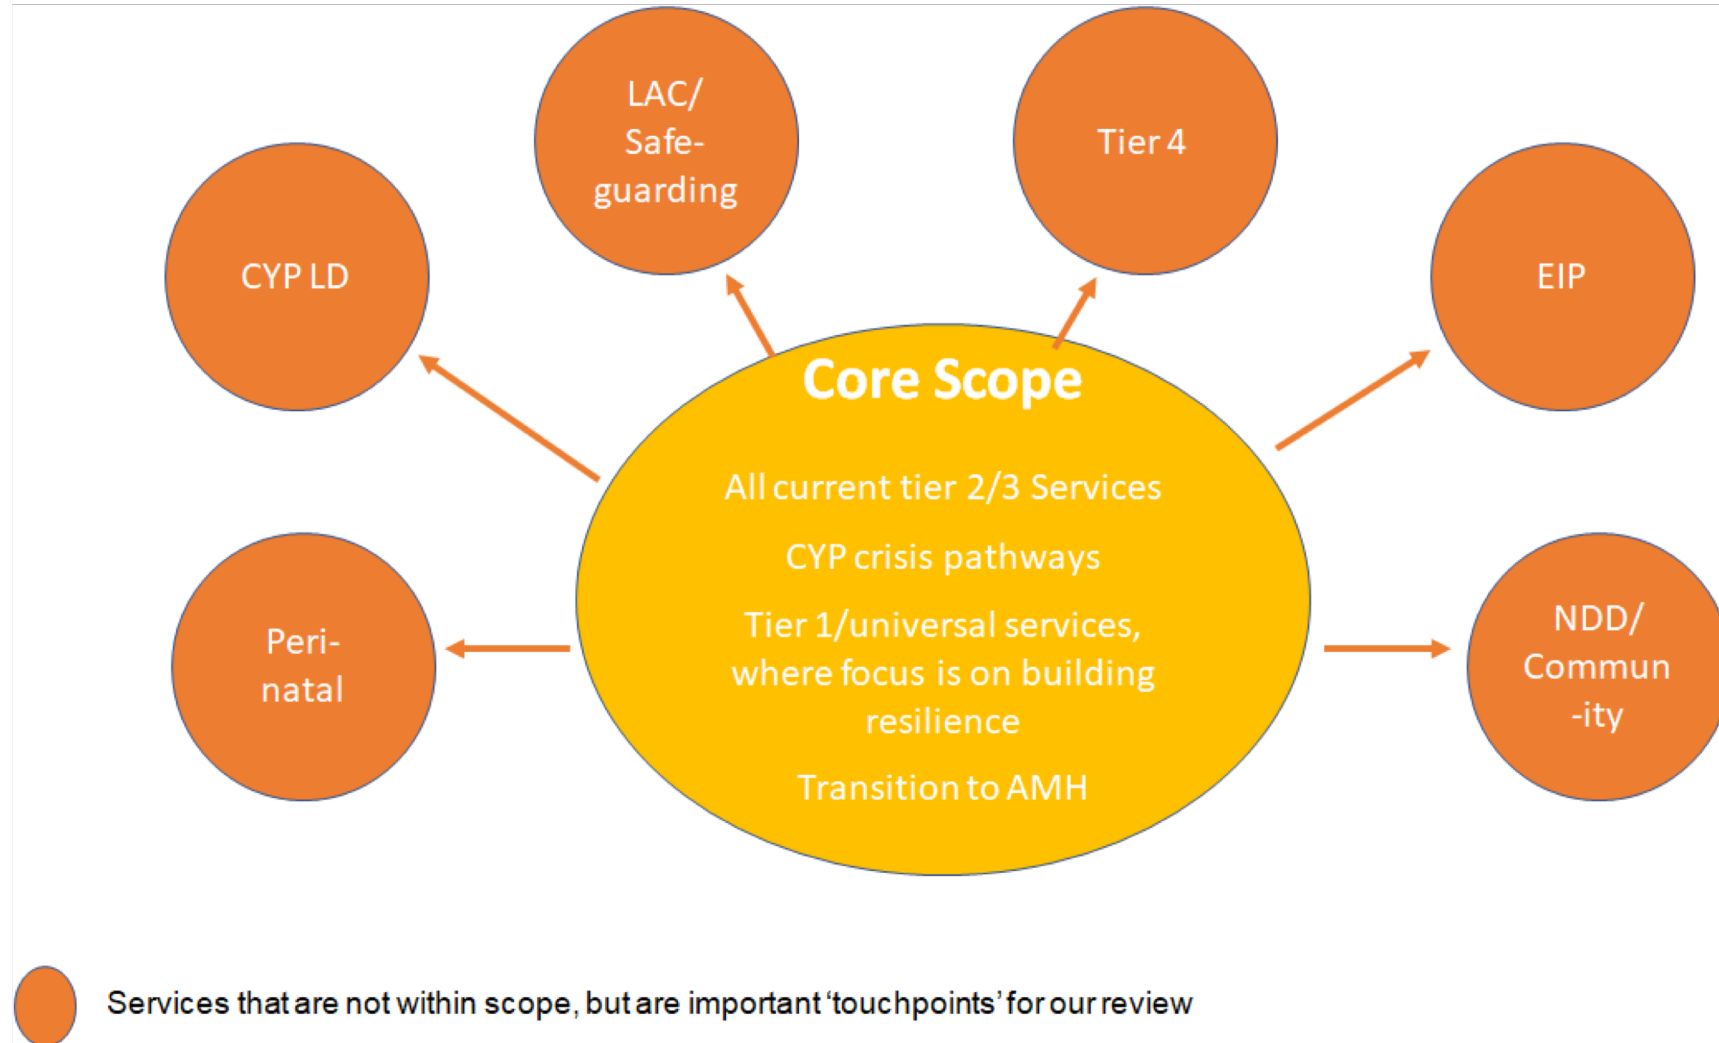 LAC/
Safe-
guarding
Tier 4
CYP LD
EIP
Core Scope
All current tier 2/3 Services
CYP crisis pathways
Tier 1/universal services,
where focus is on building
resilience
Transition to AMH
Peri-
natal
NDD/
Commun
-ity
Services that are not within scope, but are important ‘touchpoints’ for our review